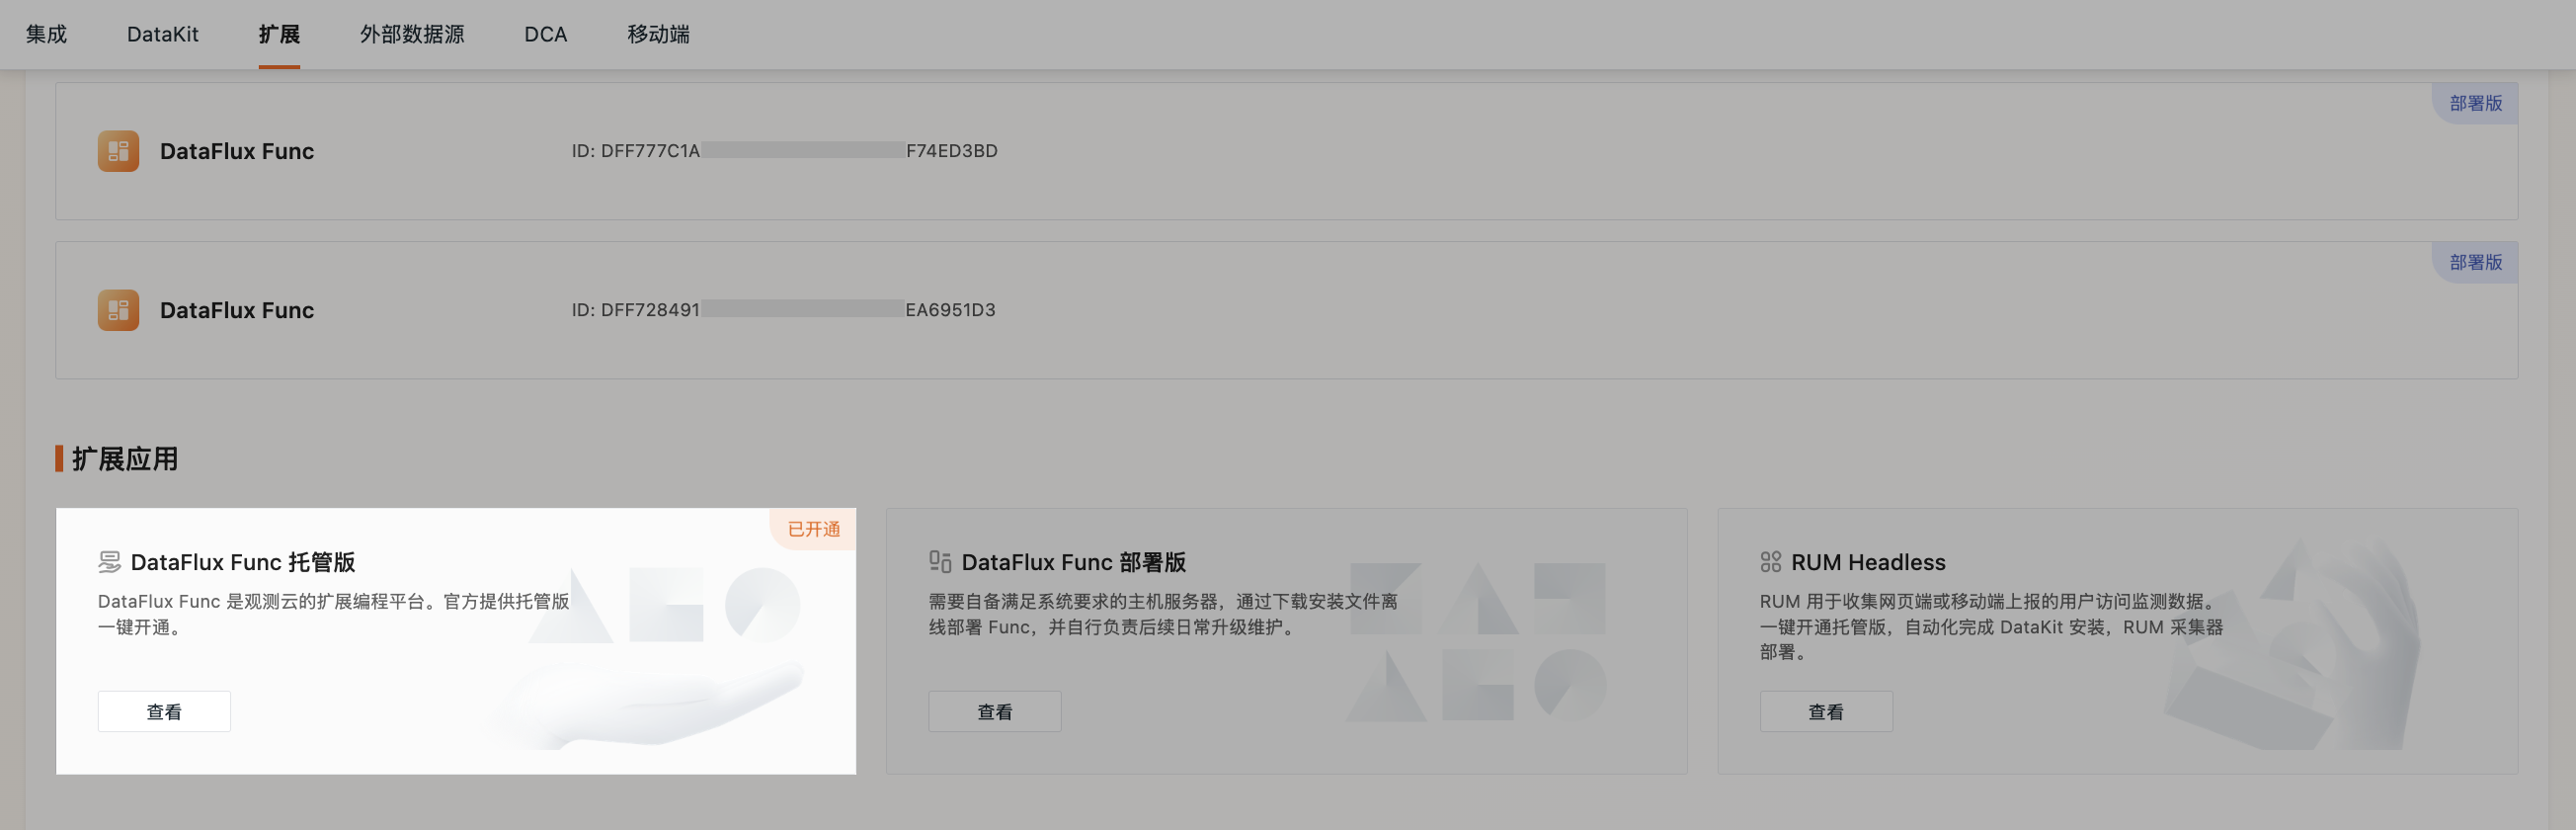 集成 DataKit 扩展 外部数据源 DCA 移动端
部署版
DataFlux Func ID: DFF777C1A F74ED3BD
部署版
DataFlux Func ID: DFF728491 EA6951D3
扩展应用
已开通
DataFlux Func 托管版
DataFlux Func 是观测云的扩展编程平台。官方提供托管版
一键开通。
查看
DataFlux Func 部署版
需要自备满足系统要求的主机服务器，通过下载安装文件离
线部署 Func，并自行负责后续日常升级维护。
查看
RUM Headless
RUM 用于收集网页端或移动端上报的用户访问监测数据。
一键开通托管版，自动化完成 DataKit 安装，RUM 采集器
部署。
查看